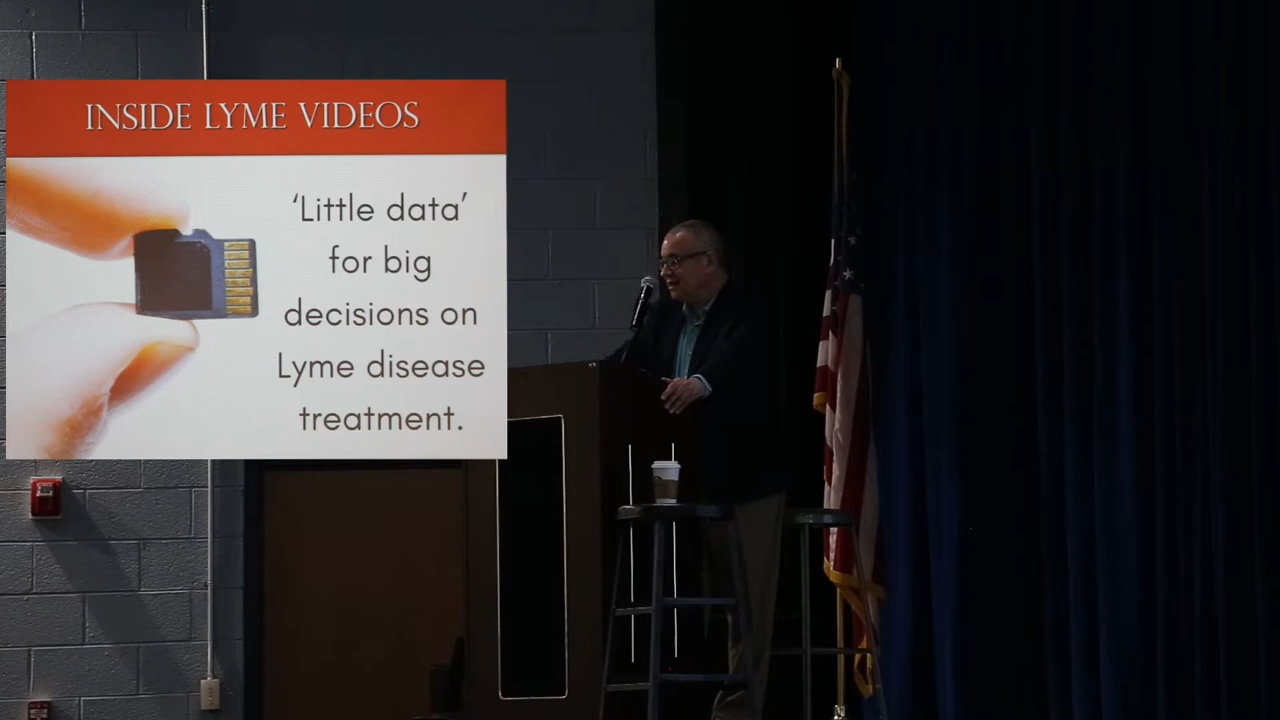 INSIDE LYME VIDEOS
‘Little data’
for big
decisions on
Lyme disease
treatment.